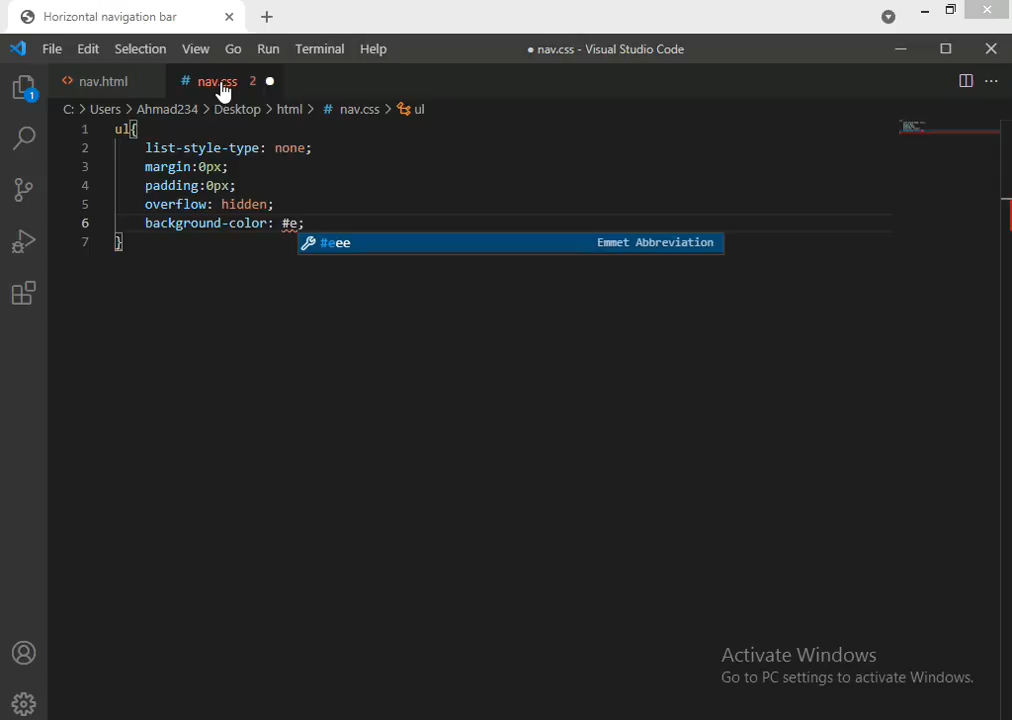 Horizontal navigation bar
File Edit Selection View Go Run Terminal Help ● nav.css - Visual Studio Code
<> nav.html # nav.css 2 ●
C: > Users > Ahmad234 > Desktop > html > # nav.css > ul
1 ul{
2 list-style-type: none;
3 margin:0px;
4 padding:0px;
5 overflow: hidden;
6 background-color: #e;
7 }
#eee Emmet Abbreviation
1
Activate Windows
Go to PC settings to activate Windows.